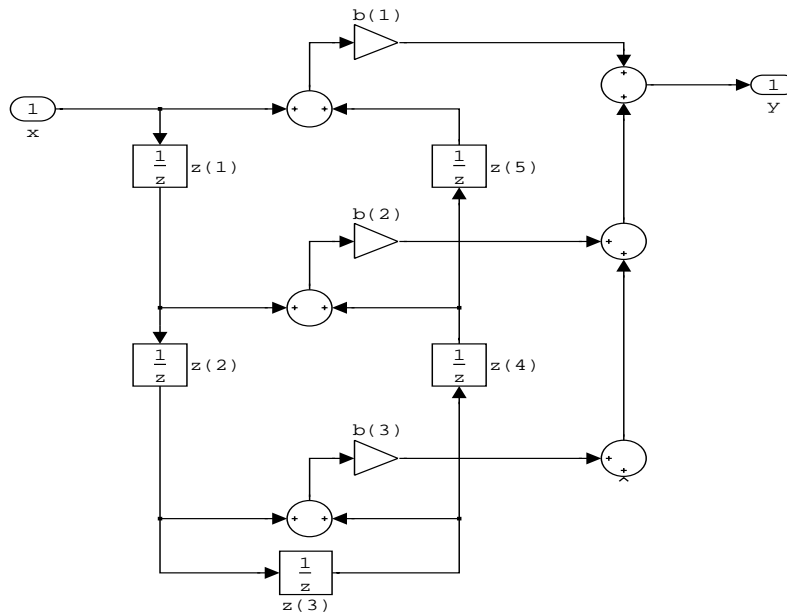 b(1)
+
+
1
x
+ +
1
y
1
z
z(1)
1
z
z(5)
b(2)
+
+
+ +
1
z
z(2)
1
z
z(4)
b(3)
+
+
+ +
1
z
z(3)